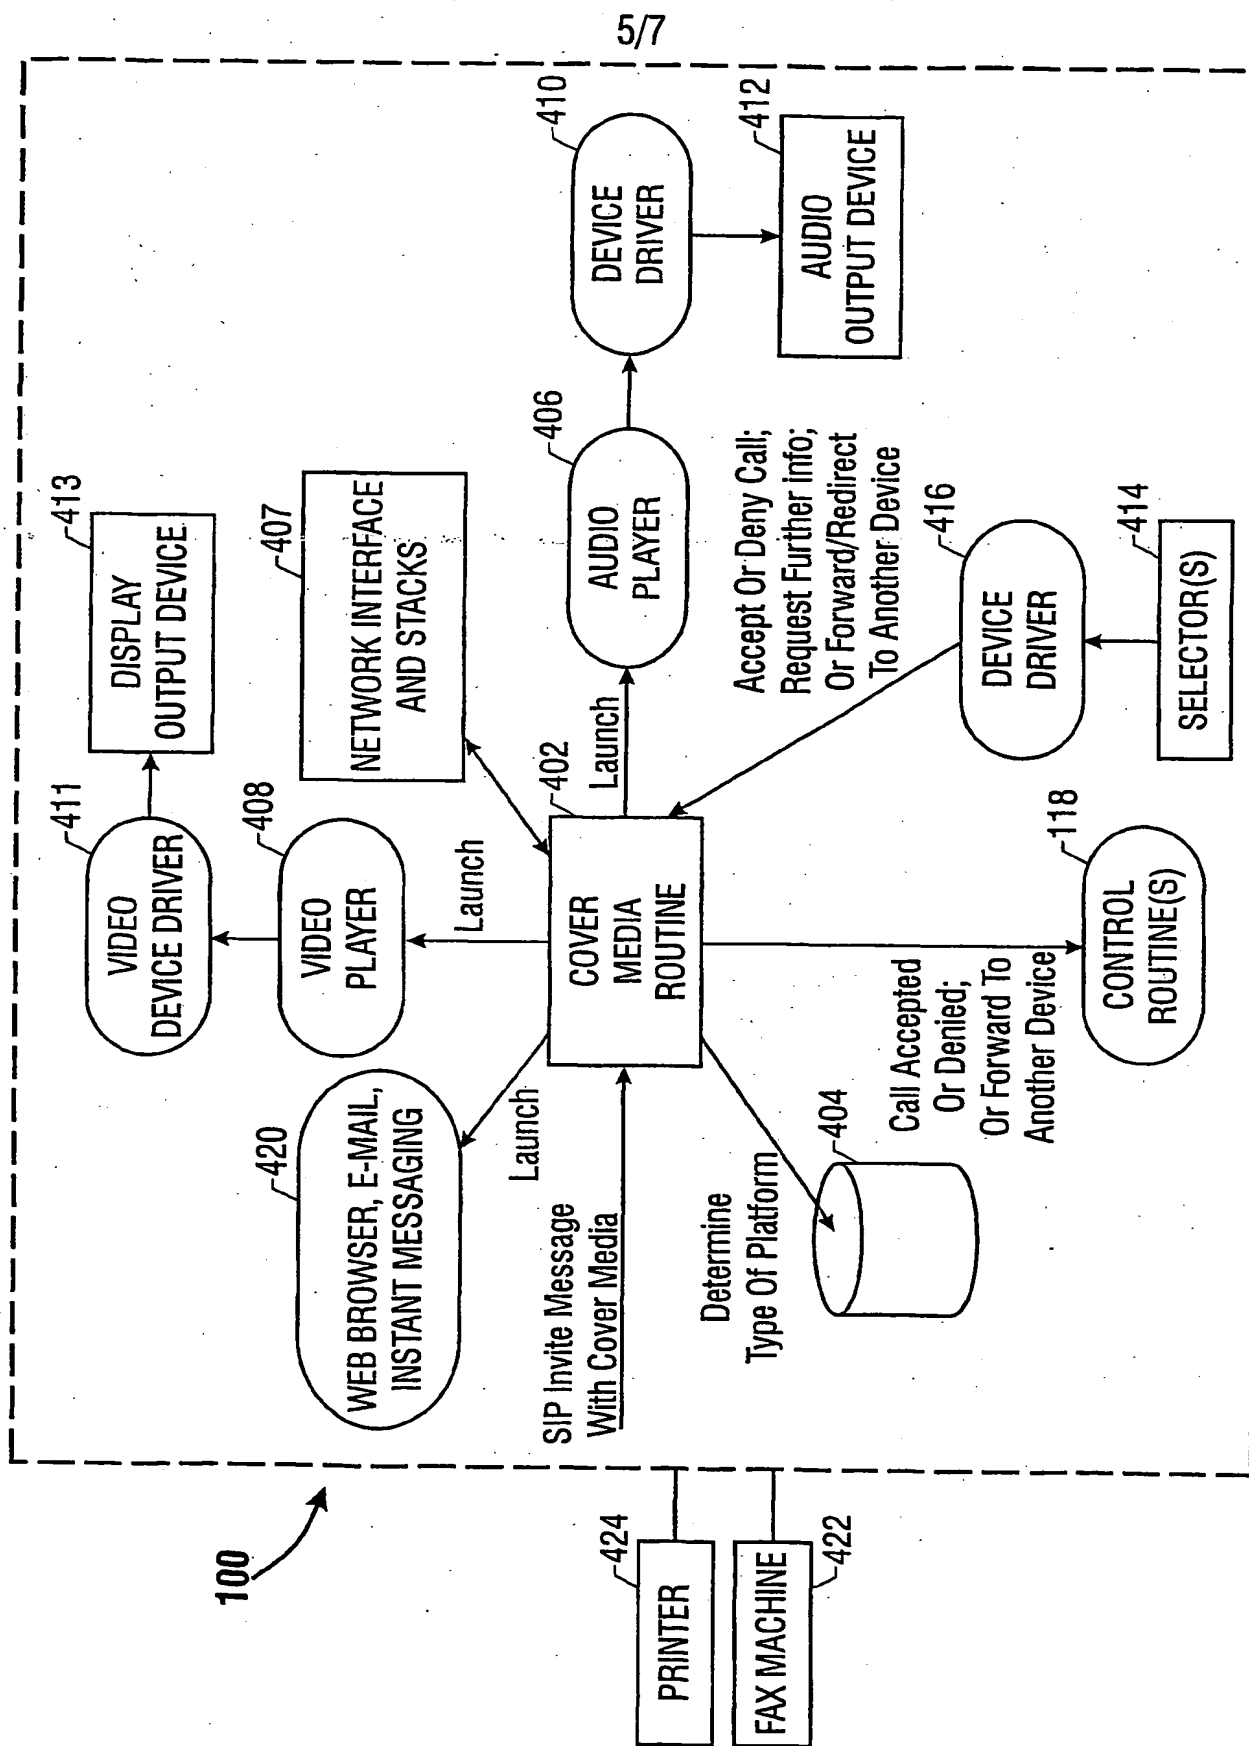 5/7
100
VIDEO
DEVICE DRIVER
411
DISPLAY
OUTPUT DEVICE
413
WEB BROWSER, E-MAIL,
INSTANT MESSAGING
420
VIDEO
PLAYER
408
NETWORK INTERFACE
AND STACKS
407
Launch
Launch
SIP Invite Message
With Cover Media
COVER
MEDIA
ROUTINE
402
Launch
AUDIO
PLAYER
406
DEVICE
DRIVER
410
AUDIO
OUTPUT DEVICE
412
PRINTER
424
FAX MACHINE
422
Determine
Type Of Platform
404
Call Accepted
Or Denied;
Or Forward To
Another Device
CONTROL
ROUTINE(S)
118
Accept Or Deny Call;
Request Further Info;
Or Forward/Redirect
To Another Device
DEVICE
DRIVER
416
SELECTOR(S)
414